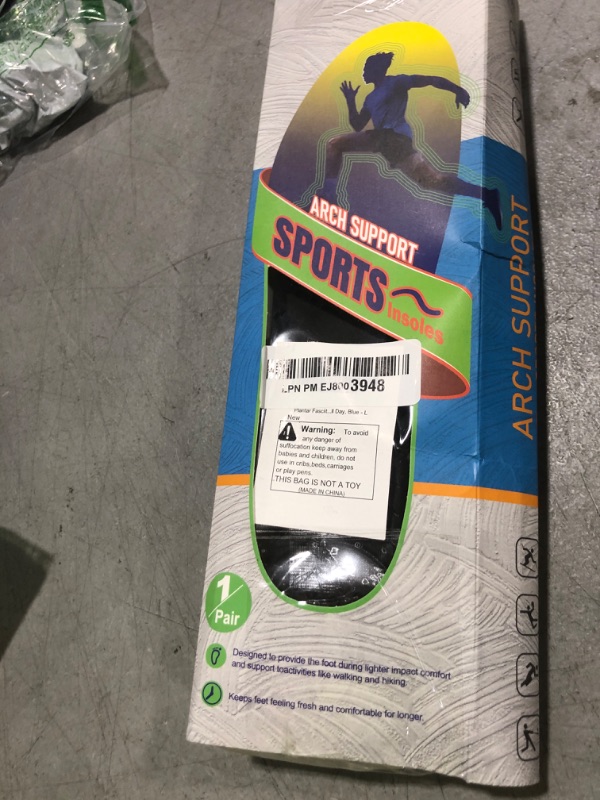 ARCH SUPPORT
SPORTS
Insoles
PN PM EJ8003948
Plantar Fasciit...ll Day, Blue - L
New
Warning: To avoid
any danger of
suffocation keep away from
babies and children, do not
use in cribs,beds,carriages
or play pens.
THIS BAG IS NOT A TOY
(MADE IN CHINA)
1
Pair
Designed to provide the foot during lighter impact comfort
and support toactivities like walking and hiking.
Keeps feet feeling fresh and comfortable for longer.
ARCH SUPPORT